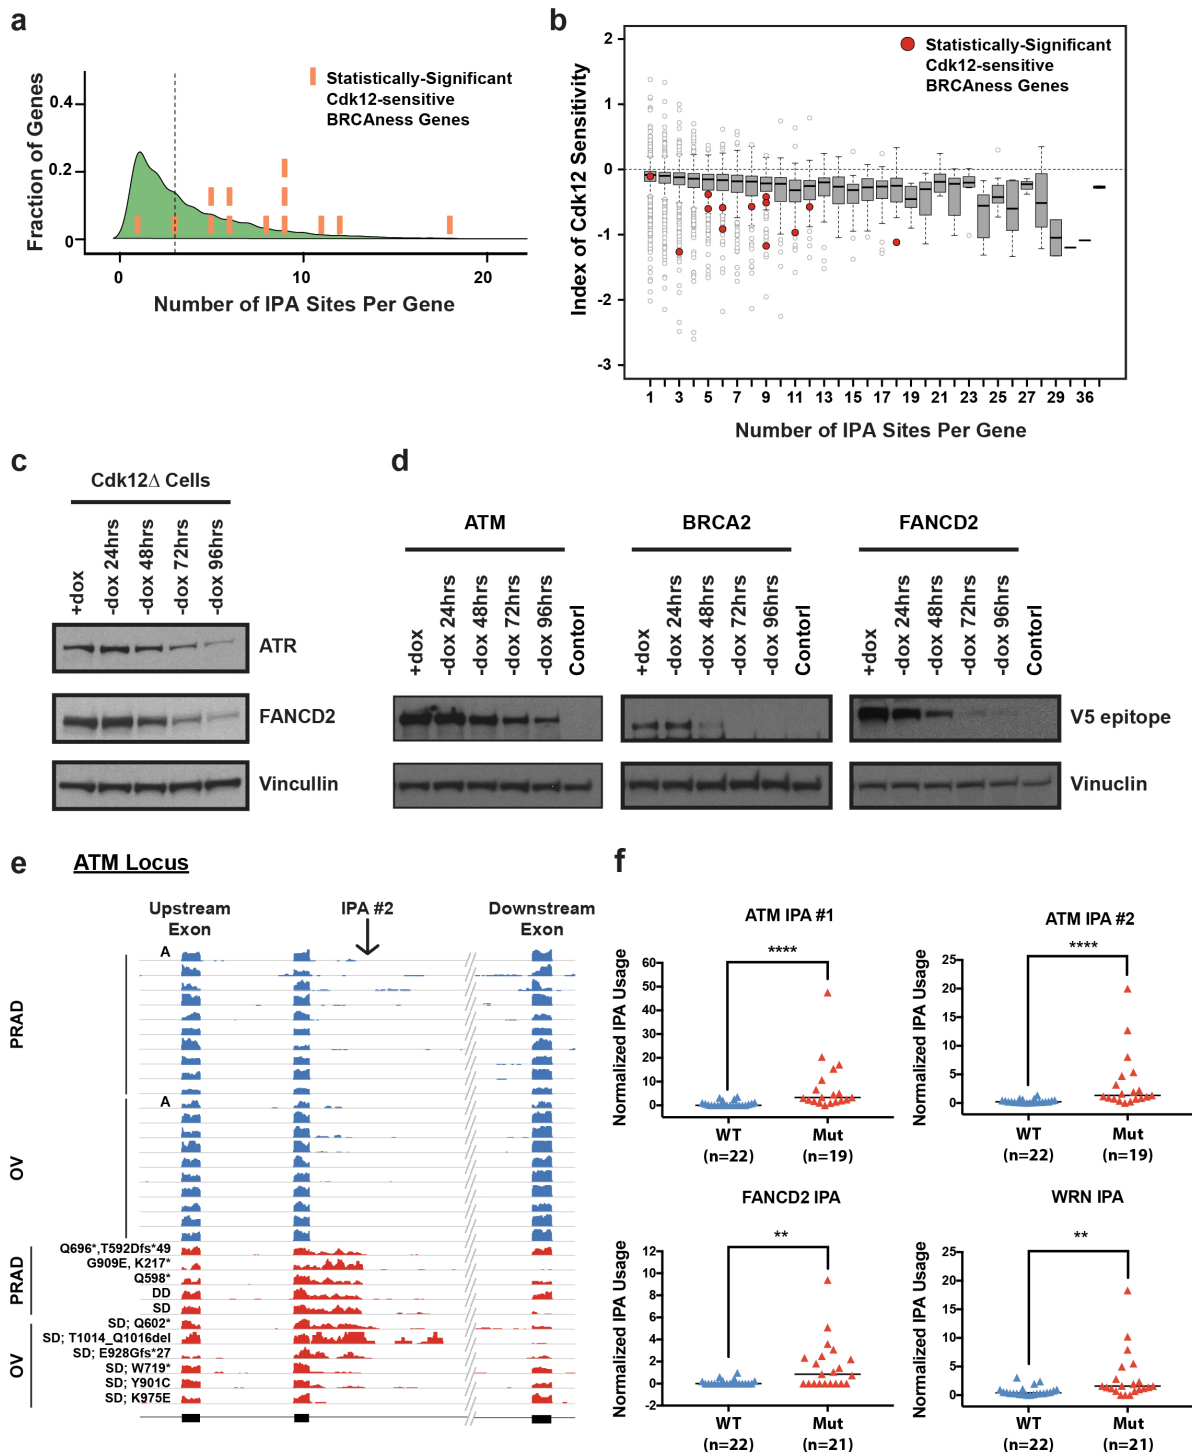 a
Statistically-Significant
Cdk12-sensitive
BRCAness Genes
Fraction of Genes
0.4
0.2
0
0 10 20
Number of IPA Sites Per Gene
b
Statistically-Significant
Cdk12-sensitive
BRCAness Genes
Index of Cdk12 Sensitivity
2
1
0
-1
-2
-3
1 3 5 7 9 11 13 15 17 19 21 23 25 27 29 36
Number of IPA Sites Per Gene
c
Cdk12Δ Cells
+dox
-dox 24hrs
-dox 48hrs
-dox 72hrs
-dox 96hrs
ATR
FANCD2
Vincullin
d
ATM
BRCA2
FANCD2
+dox
-dox 24hrs
-dox 48hrs
-dox 72hrs
-dox 96hrs
Contorl
+dox
-dox 24hrs
-dox 48hrs
-dox 72hrs
-dox 96hrs
Contorl
+dox
-dox 24hrs
-dox 48hrs
-dox 72hrs
-dox 96hrs
Contorl
V5 epitope
Vinuclin
e
ATM Locus
Upstream
Exon
IPA #2
Downstream
Exon
PRAD
A
OV
A
PRAD
Q696*,T592Dfs*49
G909E, K217*
Q598*
DD
SD
OV
SD; Q602*
SD; T1014_Q1016del
SD; E928Gfs*27
SD; W719*
SD; Y901C
SD; K975E
f
ATM IPA #1
****
Normalized IPA Usage
60
50
40
30
20
10
0
WT Mut
(n=22) (n=19)
ATM IPA #2
****
Normalized IPA Usage
25
20
15
10
5
0
WT Mut
(n=22) (n=19)
FANCD2 IPA
**
Normalized IPA Usage
12
10
8
6
4
2
0
-2
WT Mut
(n=22) (n=21)
WRN IPA
**
Normalized IPA Usage
25
20
15
10
5
0
WT Mut
(n=22) (n=21)